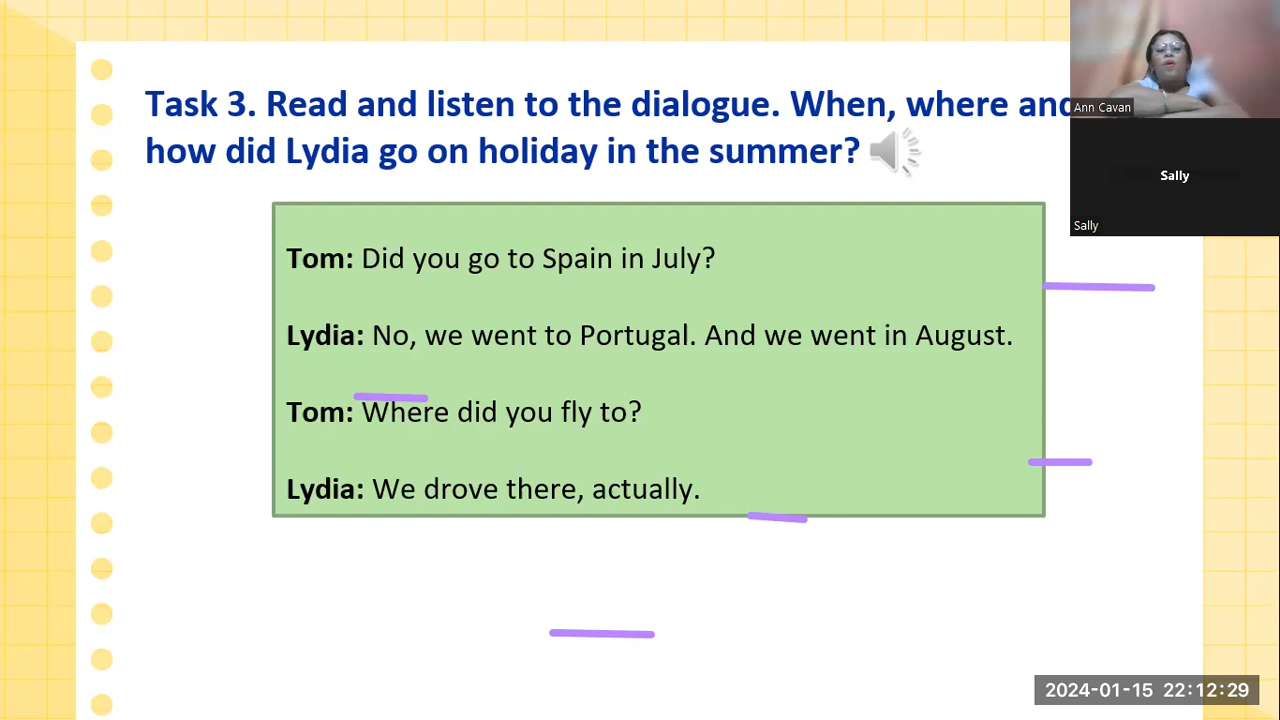 Task 3. Read and listen to the dialogue. When, where and
how did Lydia go on holiday in the summer?
Ann Cavan
Sally
Sally
Tom: Did you go to Spain in July?
Lydia: No, we went to Portugal. And we went in August.
Tom: Where did you fly to?
Lydia: We drove there, actually.
2024-01-15 22:12:29